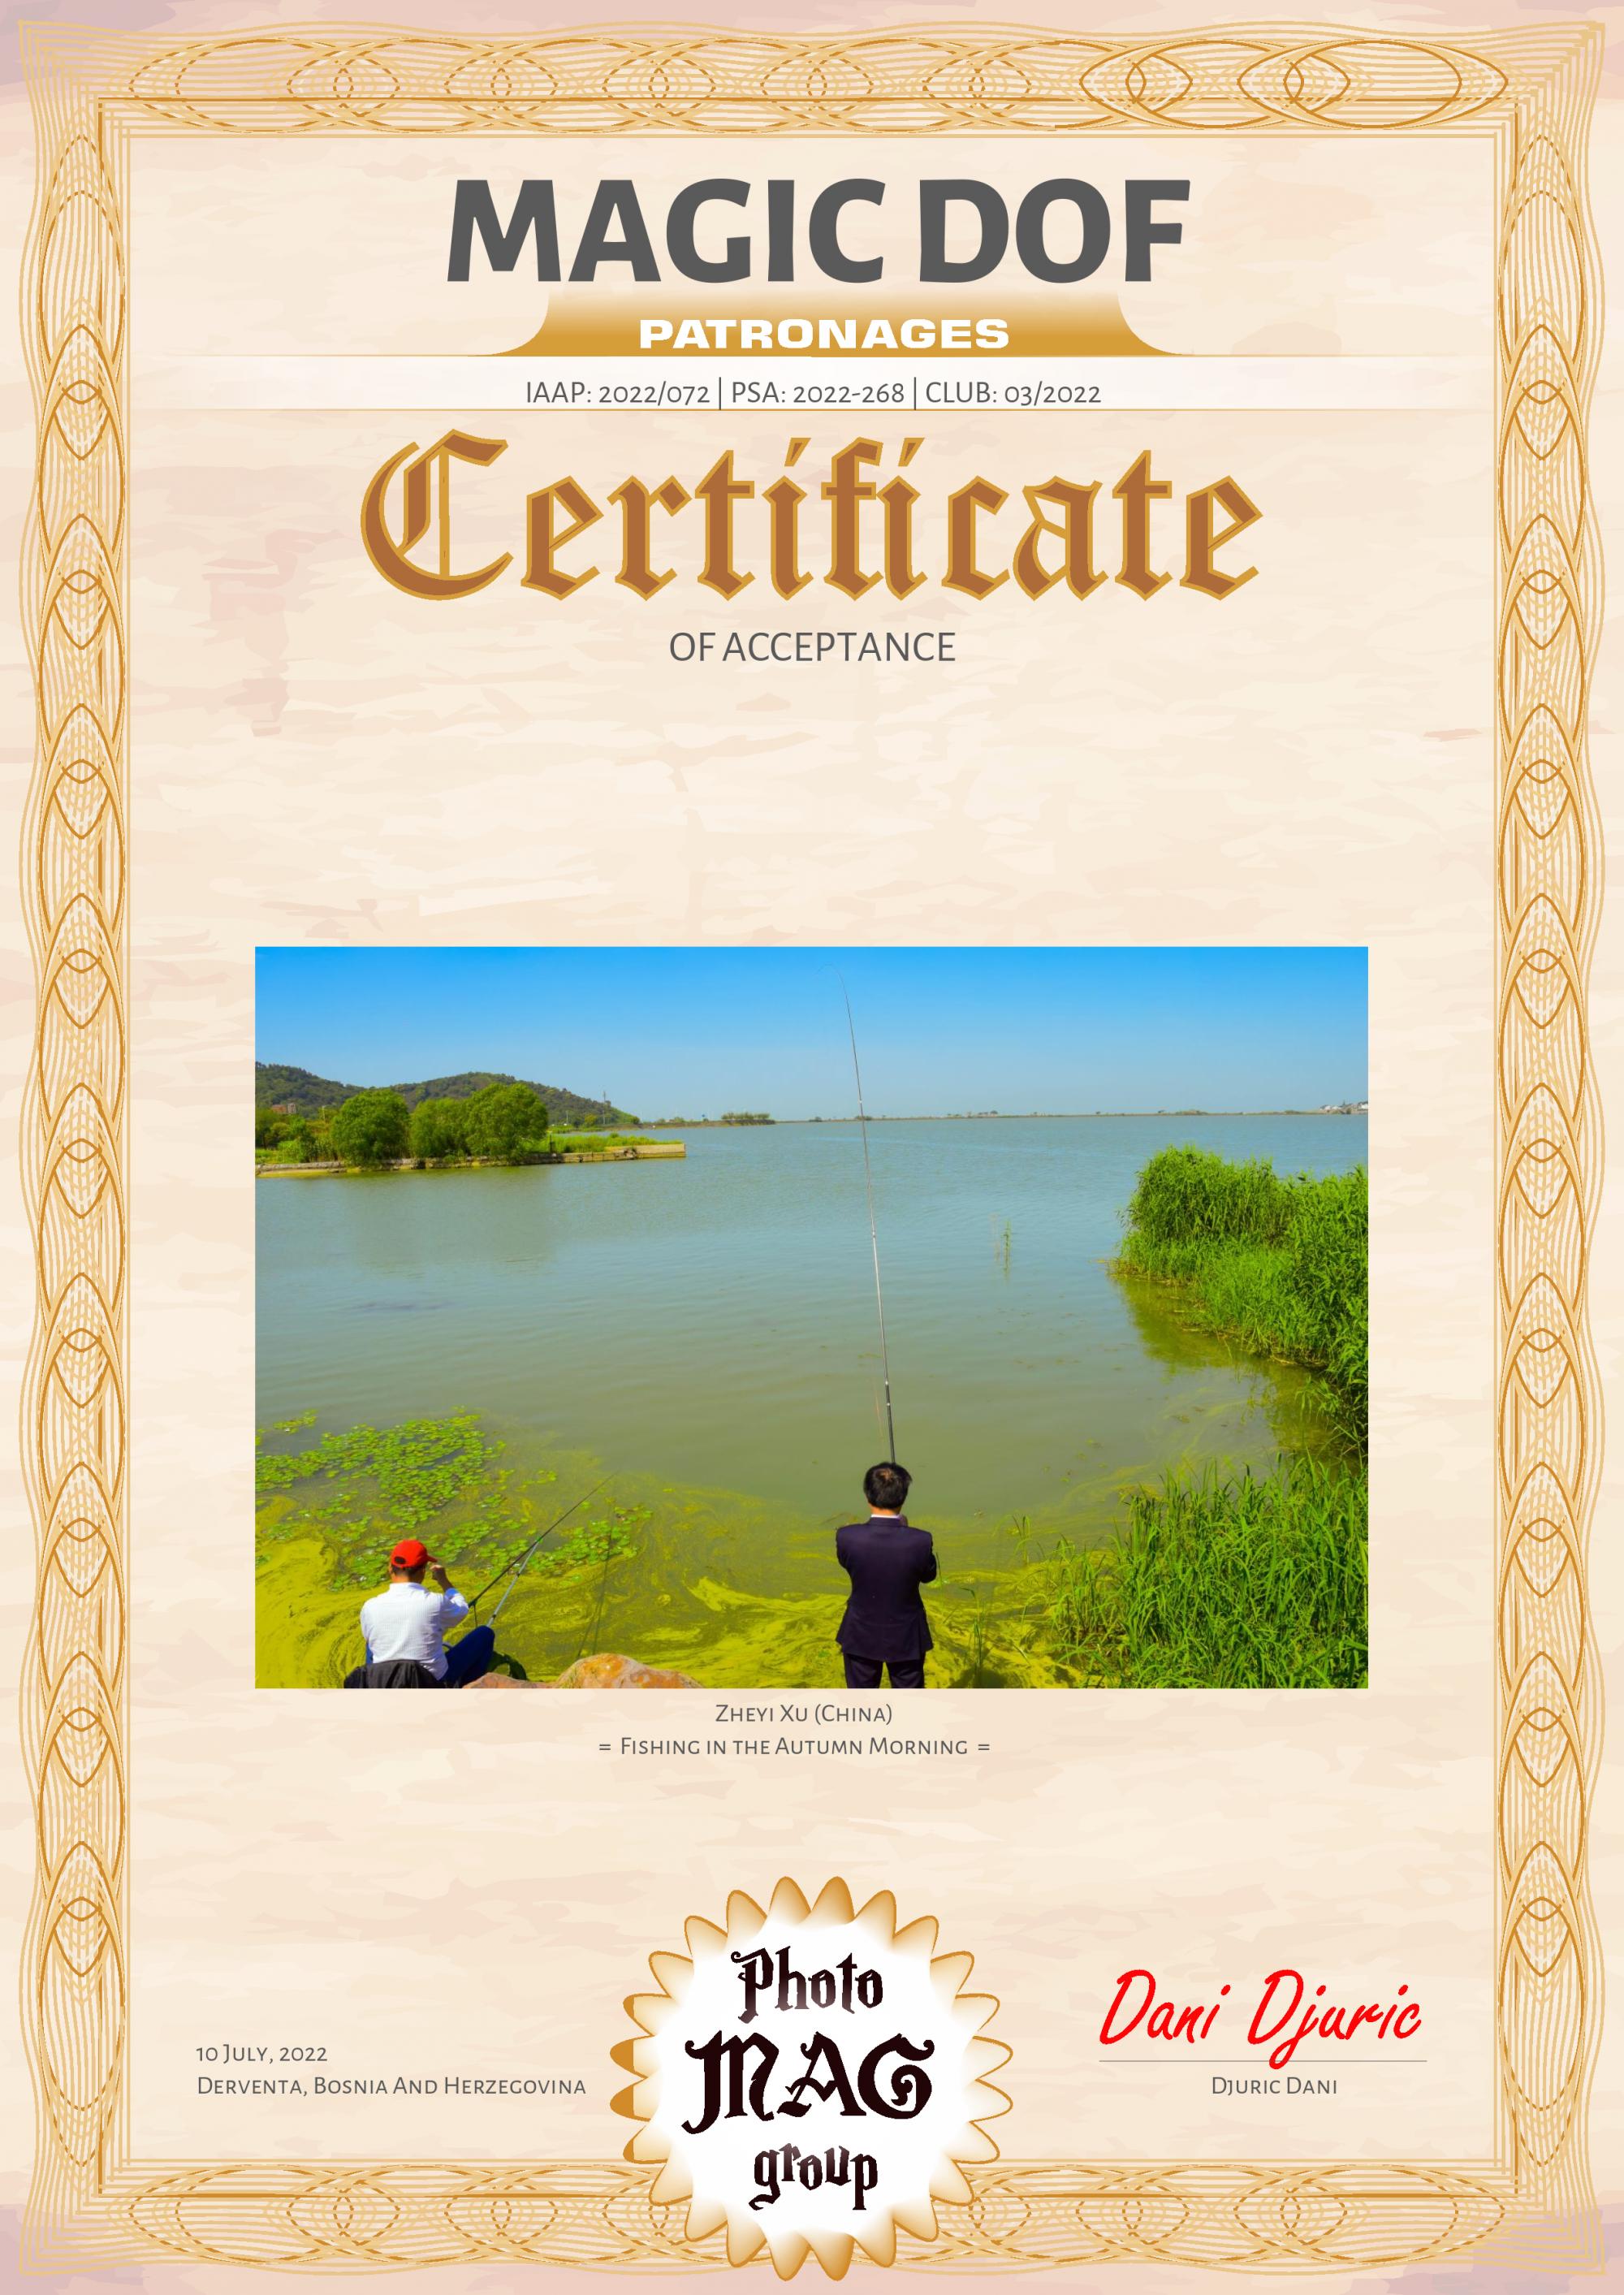 MAGIC DOF
PATRONAGES
IAAP: 2022/072 | PSA: 2022-268 | CLUB: 03/2022
Certificate
OF ACCEPTANCE
Zheyi Xu (China)
= Fishing in the Autumn Morning =
Photo
MAG
group
10 July, 2022
Derventa, Bosnia And Herzegovina
Dani Djuric
Djuric Dani